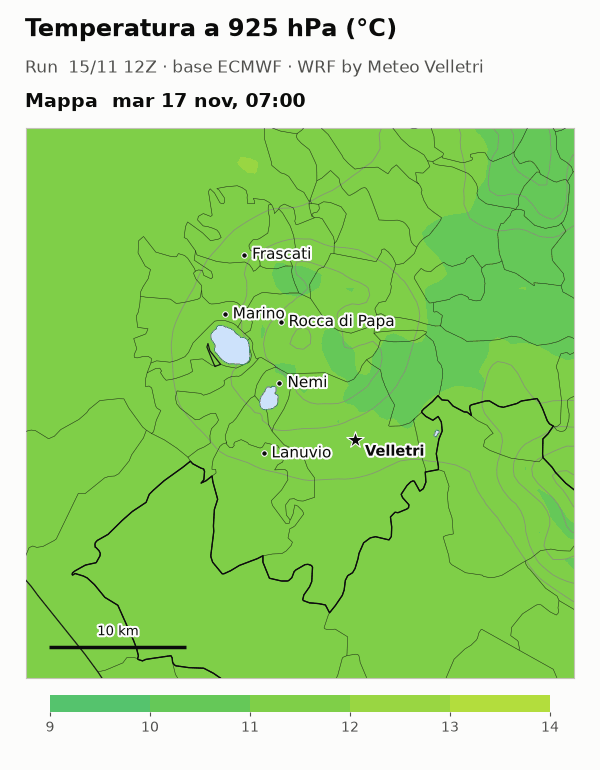 Temperatura a 925 hPa (°C)
Run  15/11 12Z · base ECMWF · WRF by Meteo Velletri
Mappa  mar 17 nov, 07:00
Frascati
Marino
Rocca di Papa
Nemi
Velletri
Lanuvio
10 km
9 10 11 12 13 14